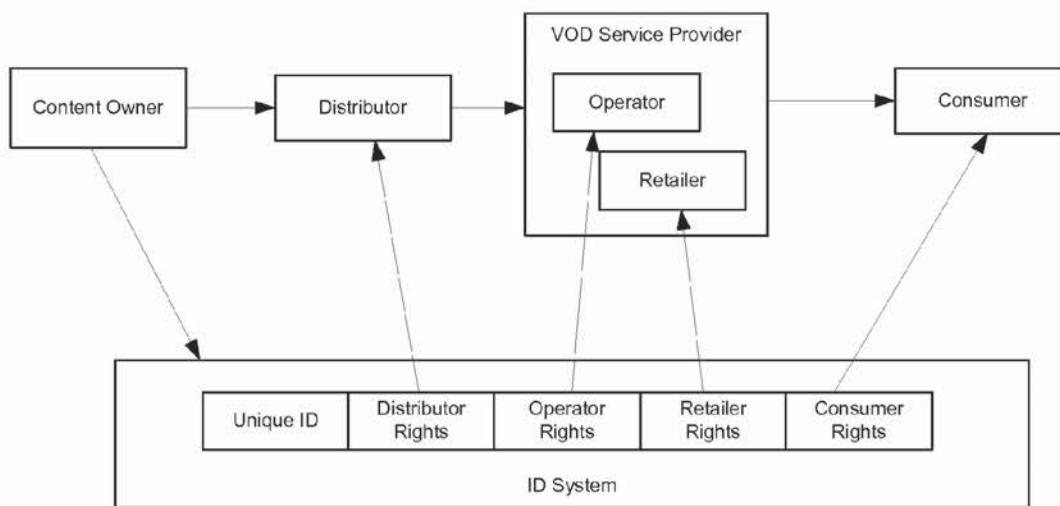 VOD Service Provider
Content Owner
Distributor
Operator
Retailer
Consumer
Unique ID
Distributor
Rights
Operator
Rights
Retailer
Rights
Consumer
Rights
ID System